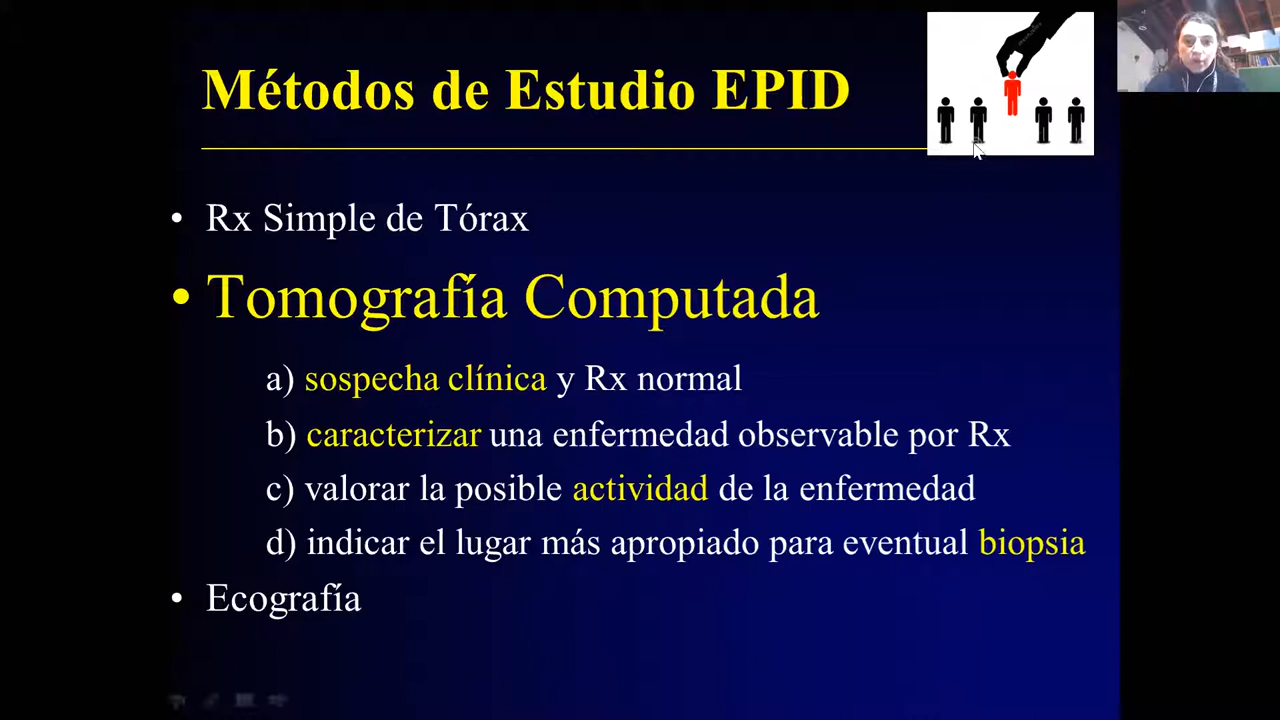 Métodos de Estudio EPID
• Rx Simple de Tórax
• Tomografía Computada
a) sospecha clínica y Rx normal
b) caracterizar una enfermedad observable por Rx
c) valorar la posible actividad de la enfermedad
d) indicar el lugar más apropiado para eventual biopsia
• Ecografía